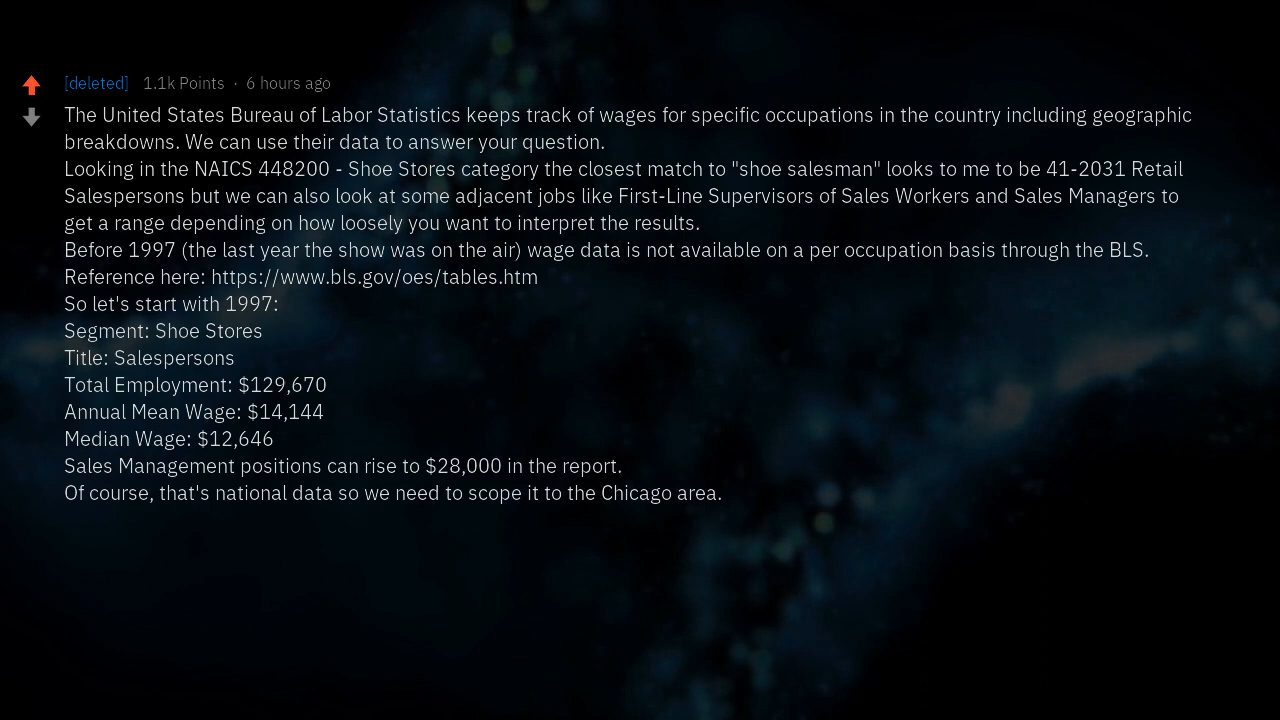 [deleted] 1.1k Points · 6 hours ago
The United States Bureau of Labor Statistics keeps track of wages for specific occupations in the country including geographic
breakdowns. We can use their data to answer your question.
Looking in the NAICS 448200 - Shoe Stores category the closest match to "shoe salesman" looks to me to be 41-2031 Retail
Salespersons but we can also look at some adjacent jobs like First-Line Supervisors of Sales Workers and Sales Managers to
get a range depending on how loosely you want to interpret the results.
Before 1997 (the last year the show was on the air) wage data is not available on a per occupation basis through the BLS.
Reference here: https://www.bls.gov/oes/tables.htm
So let's start with 1997:
Segment: Shoe Stores
Title: Salespersons
Total Employment: $129,670
Annual Mean Wage: $14,144
Median Wage: $12,646
Sales Management positions can rise to $28,000 in the report.
Of course, that's national data so we need to scope it to the Chicago area.